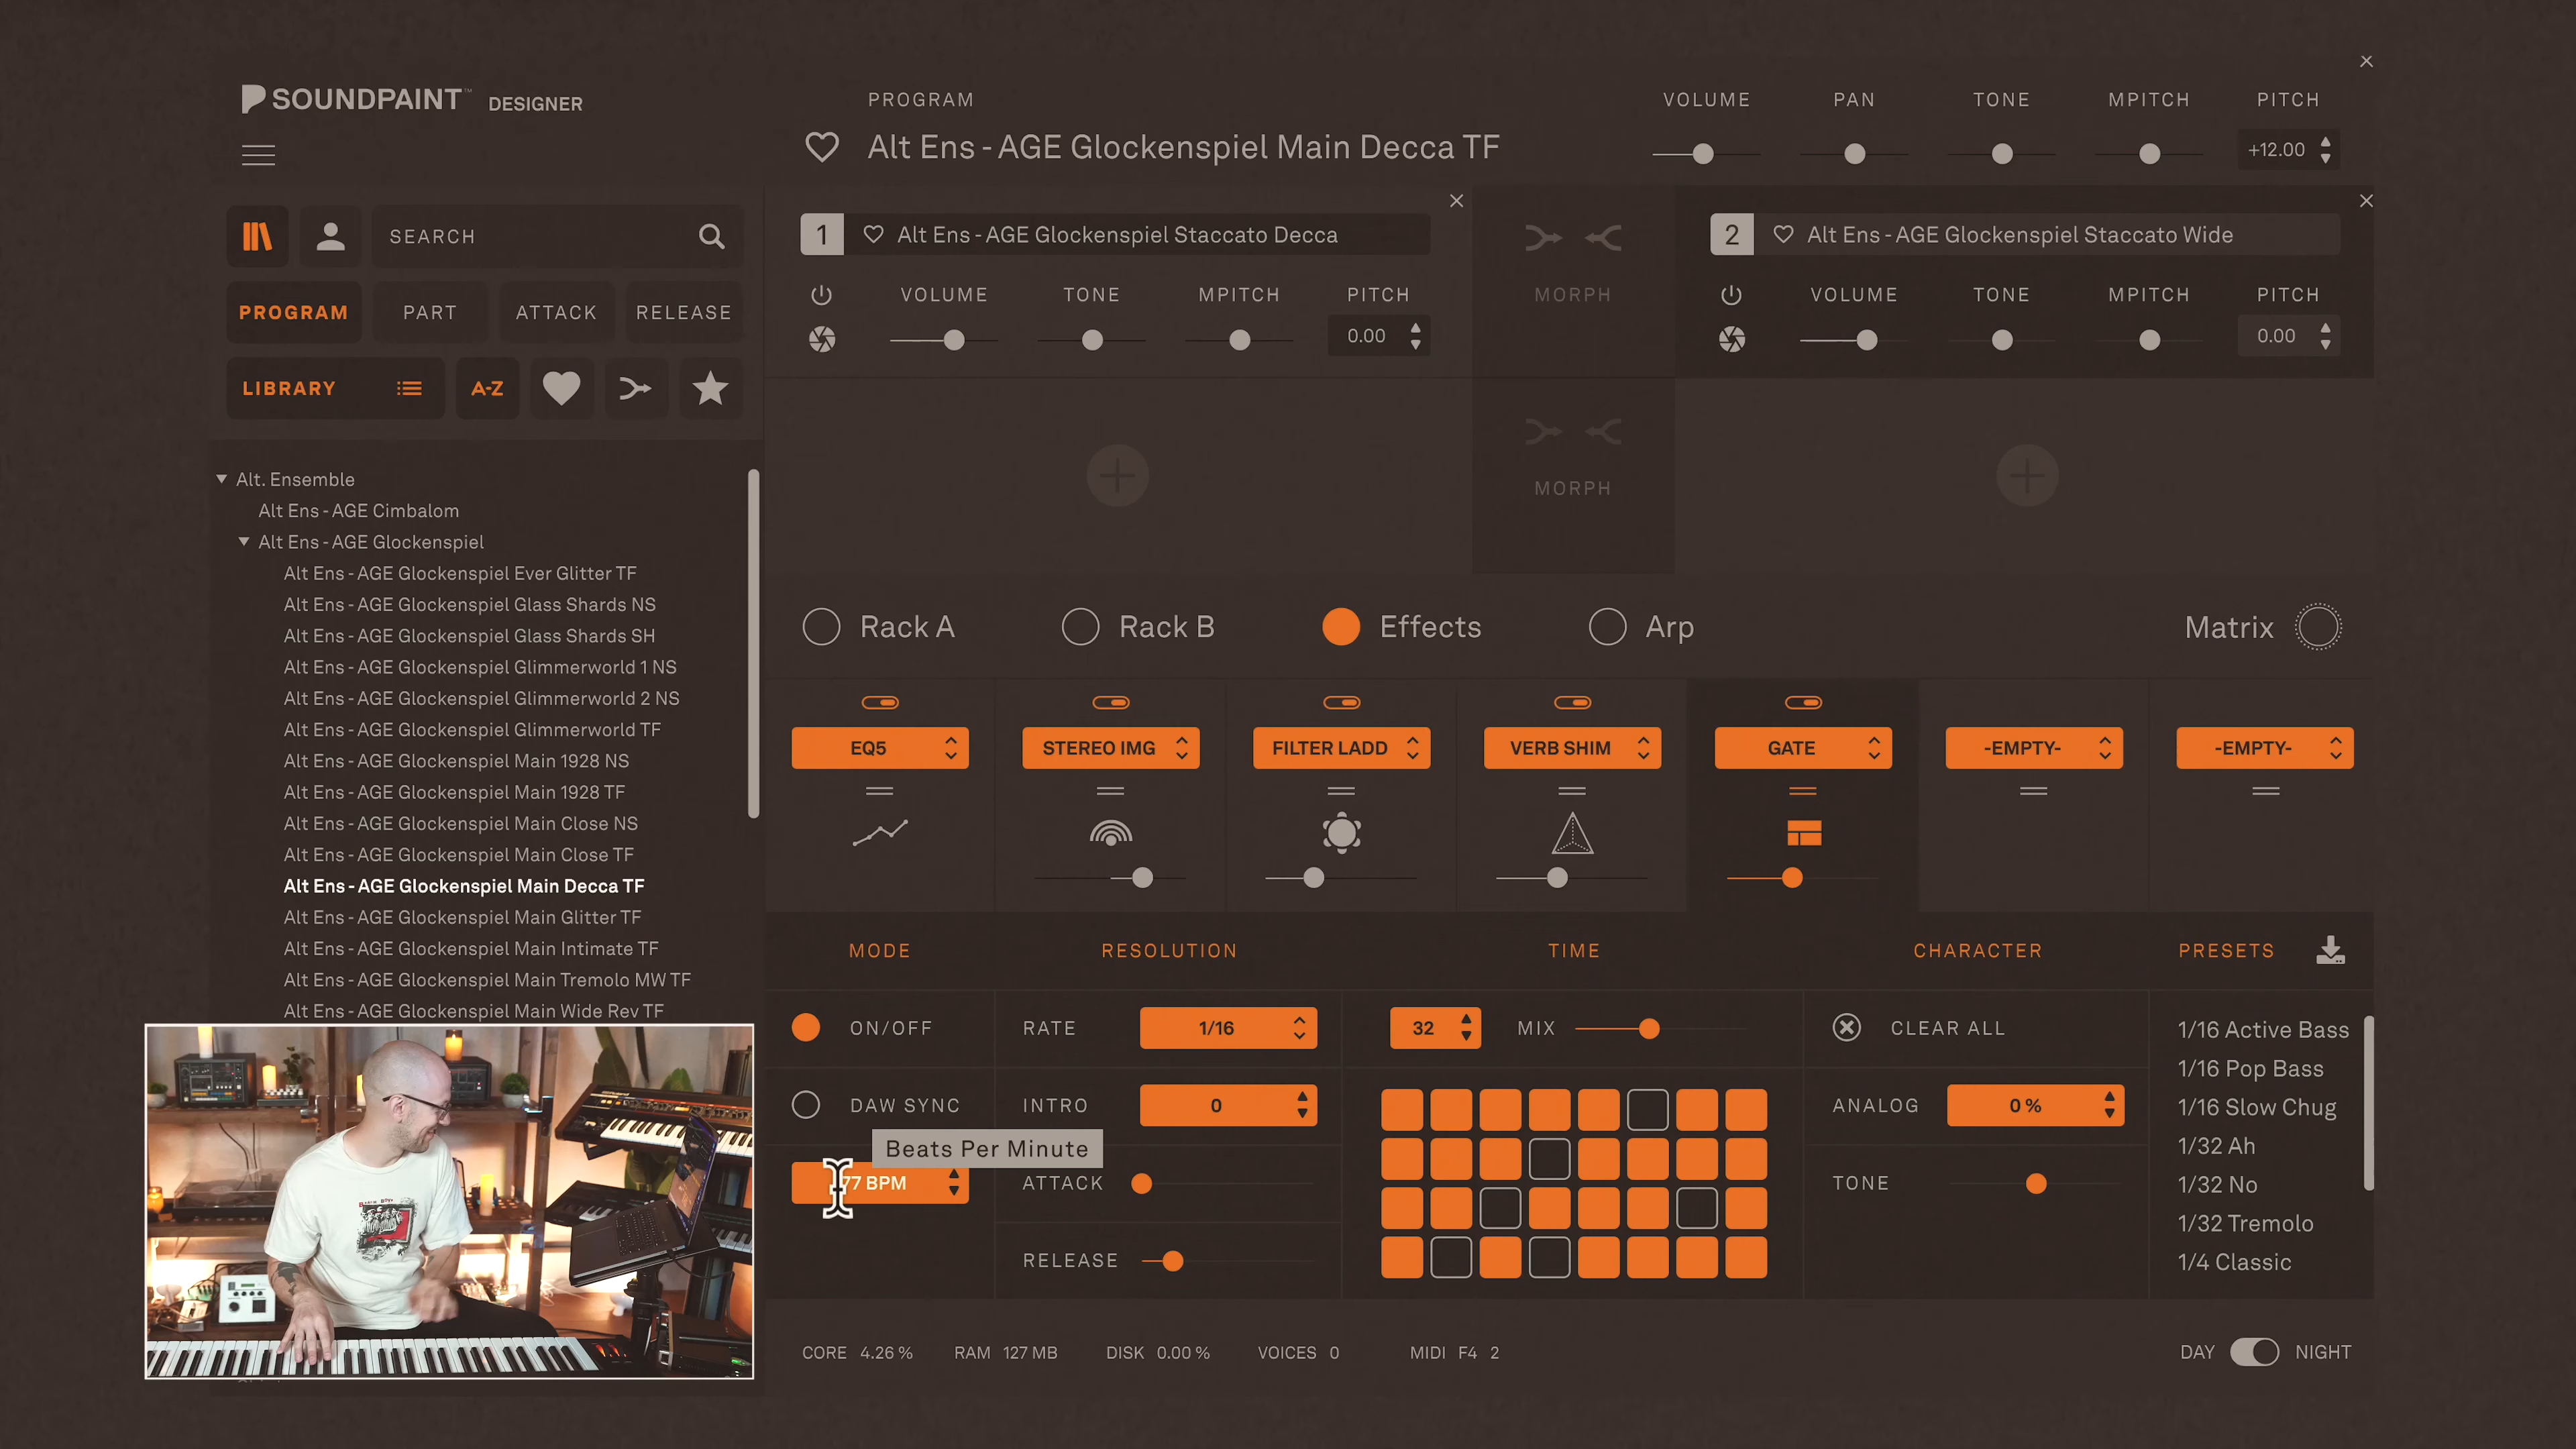 SOUNDPAINT™ DESIGNER
PROGRAM
Alt Ens - AGE Glockenspiel Main Decca TF
VOLUME PAN TONE MPITCH PITCH
+12.00
SEARCH
PROGRAM PART ATTACK RELEASE
LIBRARY A-Z
1 Alt Ens - AGE Glockenspiel Staccato Decca
VOLUME TONE MPITCH PITCH
0.00
MORPH
2 Alt Ens - AGE Glockenspiel Staccato Wide
VOLUME TONE MPITCH PITCH
0.00
MORPH
Alt. Ensemble
Alt Ens - AGE Cimbalom
Alt Ens - AGE Glockenspiel
Alt Ens - AGE Glockenspiel Ever Glitter TF
Alt Ens - AGE Glockenspiel Glass Shards NS
Alt Ens - AGE Glockenspiel Glass Shards SH
Alt Ens - AGE Glockenspiel Glimmerworld 1 NS
Alt Ens - AGE Glockenspiel Glimmerworld 2 NS
Alt Ens - AGE Glockenspiel Glimmerworld TF
Alt Ens - AGE Glockenspiel Main 1928 NS
Alt Ens - AGE Glockenspiel Main 1928 TF
Alt Ens - AGE Glockenspiel Main Close NS
Alt Ens - AGE Glockenspiel Main Close TF
Alt Ens - AGE Glockenspiel Main Decca TF
Alt Ens - AGE Glockenspiel Main Glitter TF
Alt Ens - AGE Glockenspiel Main Intimate TF
Alt Ens - AGE Glockenspiel Main Tremolo MW TF
Alt Ens - AGE Glockenspiel Main Wide Rev TF
Rack A Rack B Effects Arp Matrix
EQ5 STEREO IMG FILTER LADD VERB SHIM GATE -EMPTY- -EMPTY-
MODE RESOLUTION TIME CHARACTER PRESETS
ON/OFF RATE 1/16 32 MIX CLEAR ALL
DAW SYNC INTRO 0 ANALOG 0 %
Beats Per Minute
77 BPM ATTACK TONE
RELEASE
1/16 Active Bass
1/16 Pop Bass
1/16 Slow Chug
1/32 Ah
1/32 No
1/32 Tremolo
1/4 Classic
CORE 4.26 % RAM 127 MB DISK 0.00 % VOICES 0 MIDI F4 2
DAY NIGHT